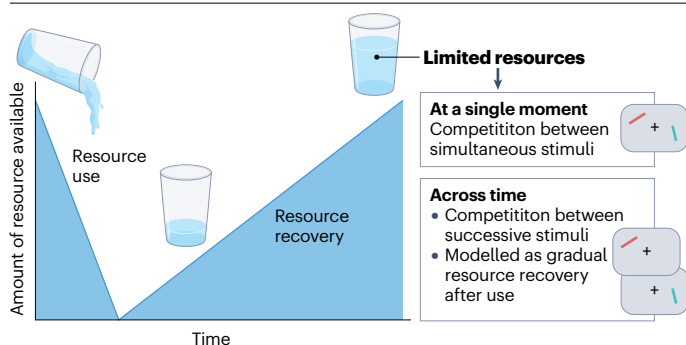 Amount of resource available
Resource
use
Resource
recovery
Time
Limited resources
At a single moment
Competititon between
simultaneous stimuli
+
Across time
• Competititon between
successive stimuli
• Modelled as gradual
resource recovery
after use
+
+